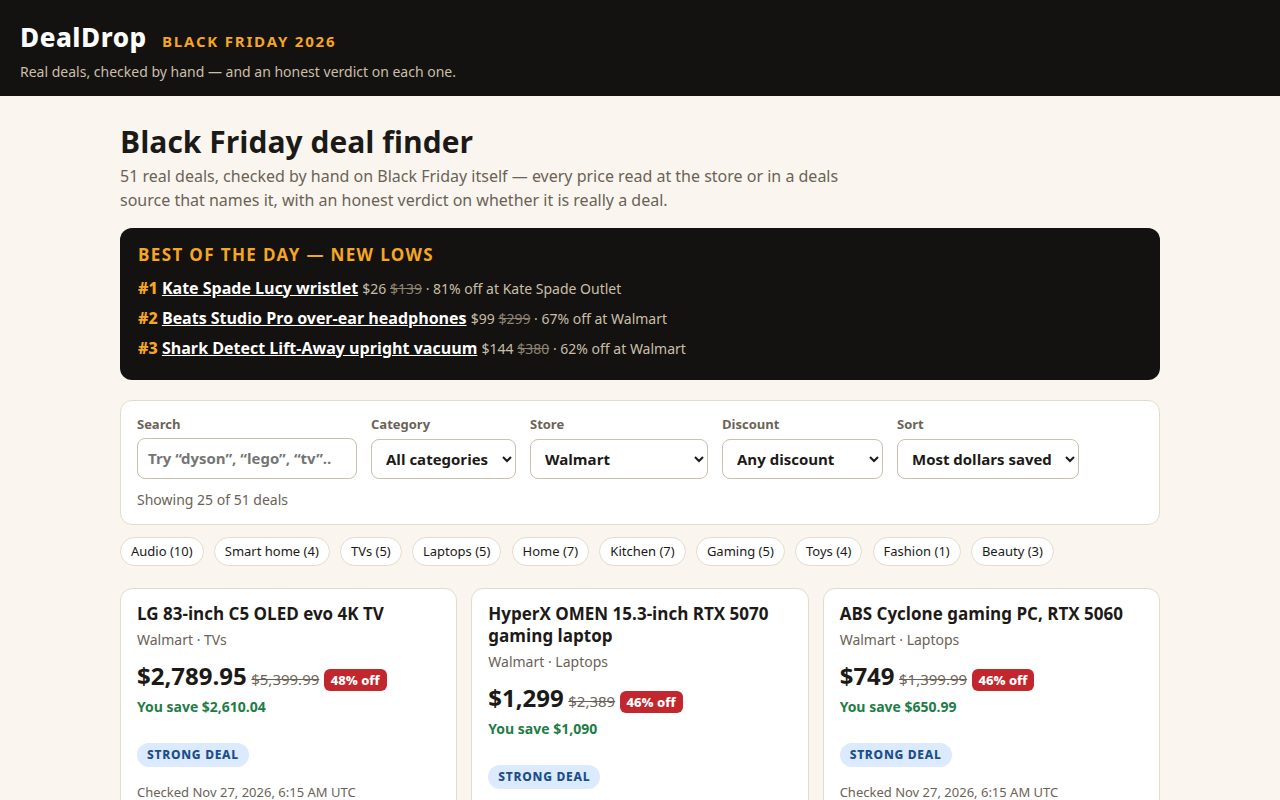 DealDrop BLACK FRIDAY 2026
Real deals, checked by hand — and an honest verdict on each one.
Black Friday deal finder
51 real deals, checked by hand on Black Friday itself — every price read at the store or in a deals
source that names it, with an honest verdict on whether it is really a deal.
BEST OF THE DAY — NEW LOWS
#1 Kate Spade Lucy wristlet $26 $139 · 81% off at Kate Spade Outlet
#2 Beats Studio Pro over-ear headphones $99 $299 · 67% off at Walmart
#3 Shark Detect Lift-Away upright vacuum $144 $380 · 62% off at Walmart
Search Category Store Discount Sort
Try “dyson”, “lego”, “tv”.. All categories Walmart Any discount Most dollars saved
Showing 25 of 51 deals
Audio (10) Smart home (4) TVs (5) Laptops (5) Home (7) Kitchen (7) Gaming (5) Toys (4) Fashion (1) Beauty (3)
LG 83-inch C5 OLED evo 4K TV
Walmart · TVs
$2,789.95 $5,399.99 48% off
You save $2,610.04
STRONG DEAL
Checked Nov 27, 2026, 6:15 AM UTC
HyperX OMEN 15.3-inch RTX 5070
gaming laptop
Walmart · Laptops
$1,299 $2,389 46% off
You save $1,090
STRONG DEAL
ABS Cyclone gaming PC, RTX 5060
Walmart · Laptops
$749 $1,399.99 46% off
You save $650.99
STRONG DEAL
Checked Nov 27, 2026, 6:15 AM UTC